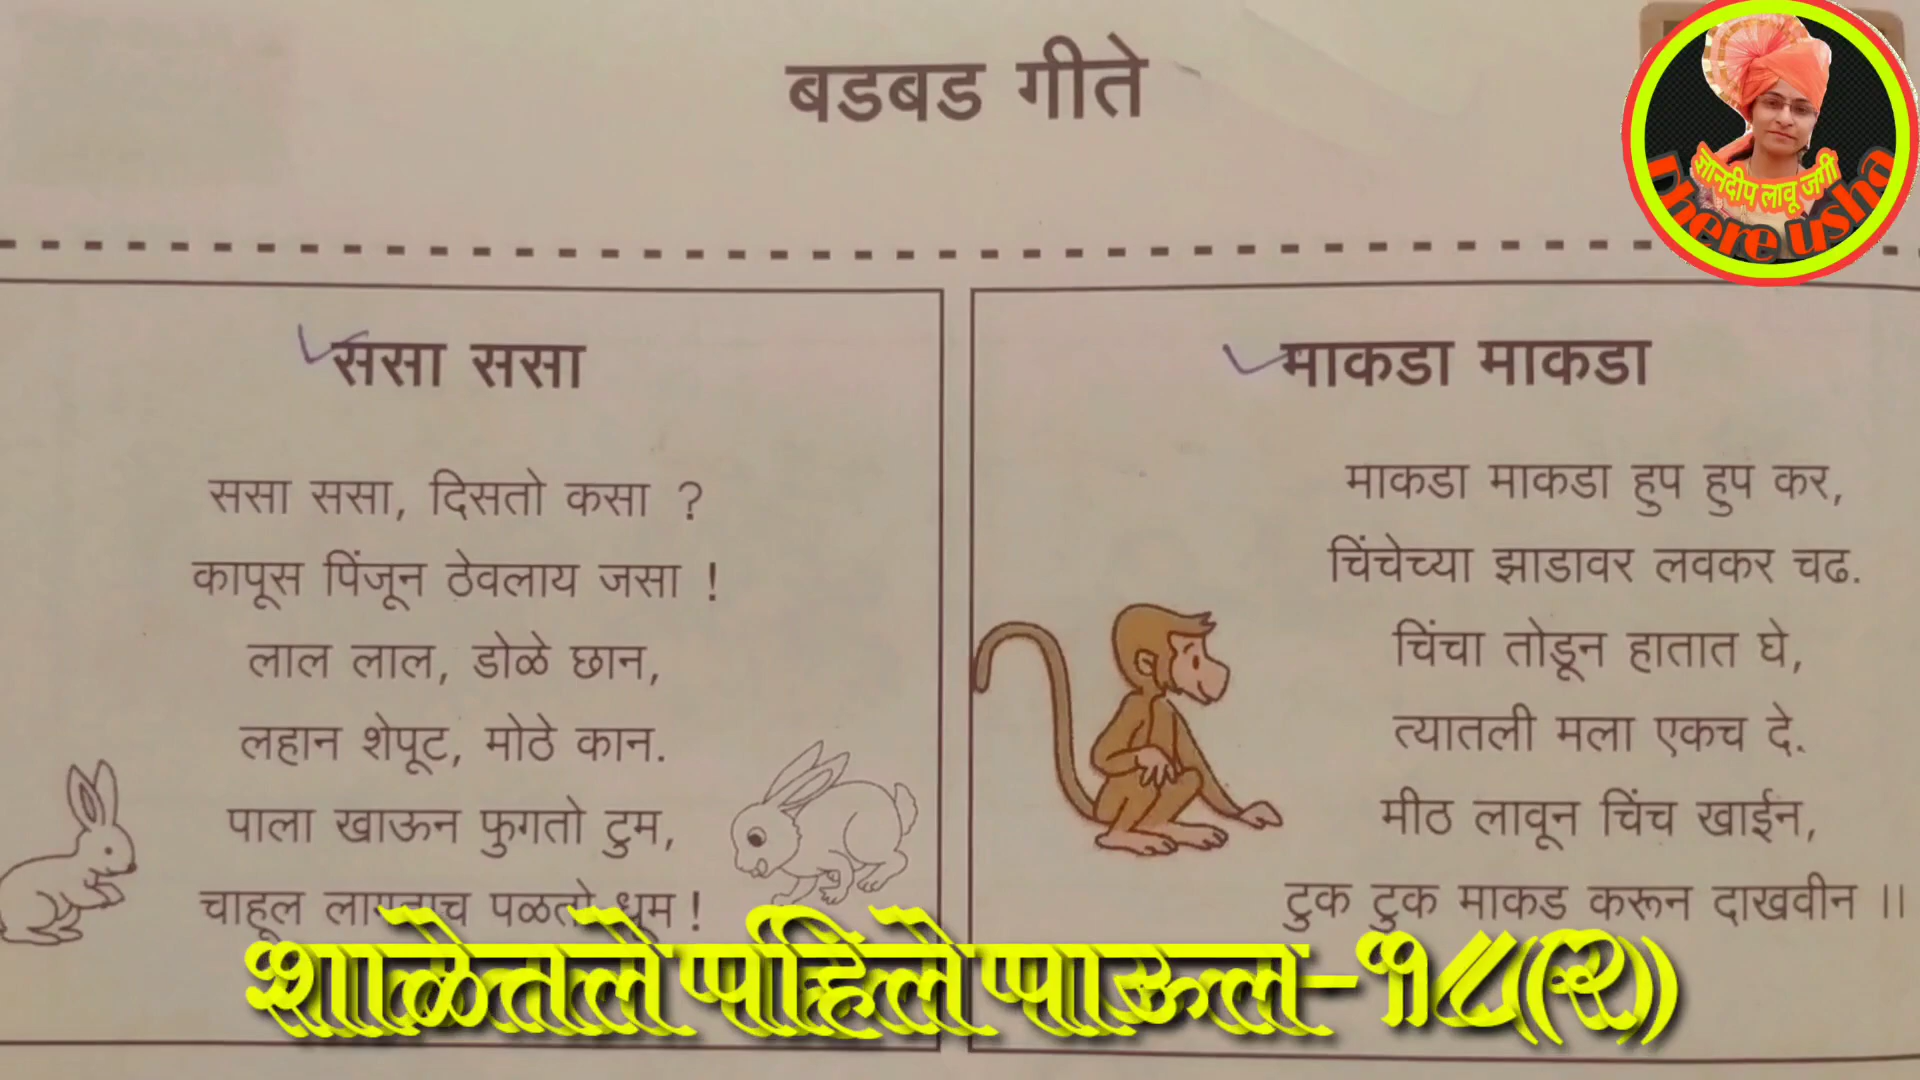 बडबड गीते
ज्ञानदीप लावू जगी
Dhere usha
ससा ससा
ससा ससा, दिसतो कसा ?
कापूस पिंजून ठेवलाय जसा !
लाल लाल, डोळे छान,
लहान शेपूट, मोठे कान.
पाला खाऊन फुगतो टुम,
चाहूल लागताच पळतो धूम !
माकडा माकडा
माकडा माकडा हुप हुप कर,
चिंचेच्या झाडावर लवकर चढ.
चिंचा तोडून हातात घे,
त्यातली मला एकच दे.
मीठ लावून चिंच खाईन,
टुक टुक माकड करून दाखवीन ।।
शाळेतले पहिले पाऊल-१८(२)